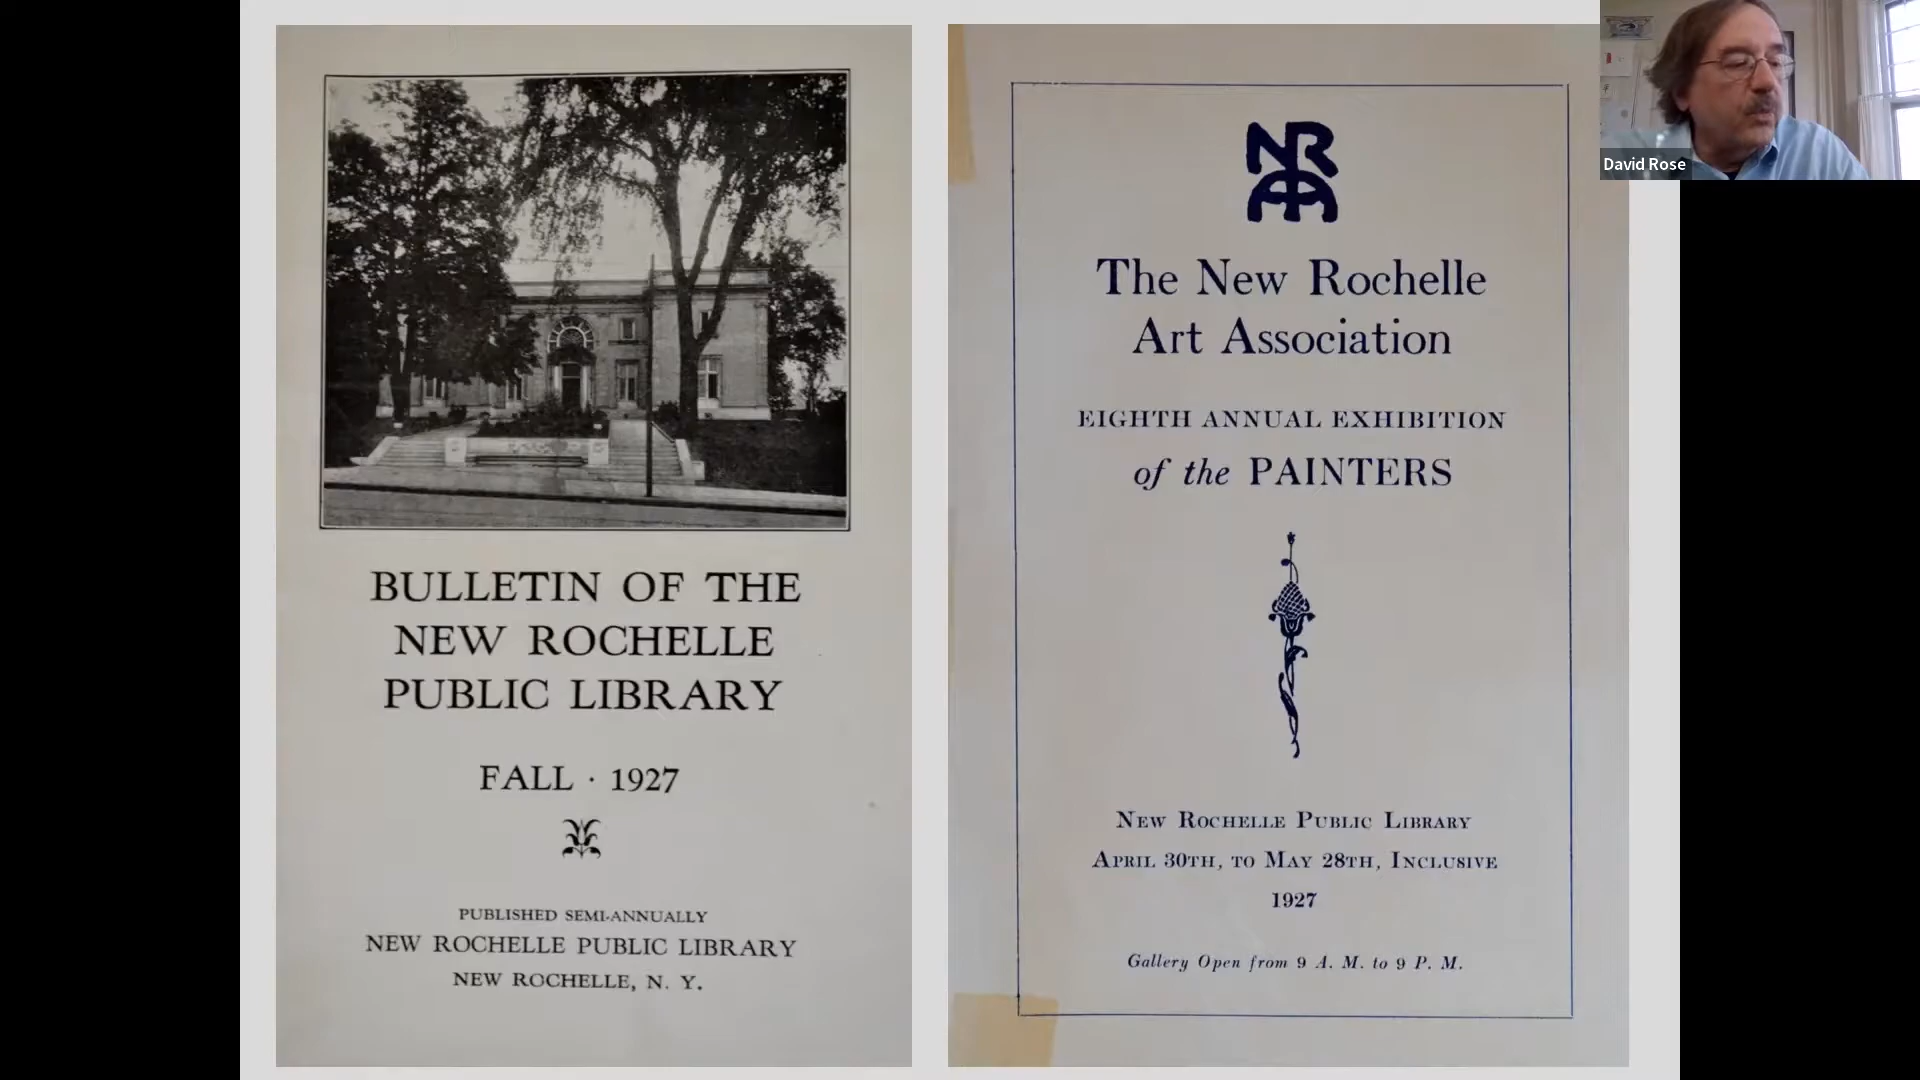 BULLETIN OF THE
NEW ROCHELLE
PUBLIC LIBRARY
FALL · 1927
PUBLISHED SEMI-ANNUALLY
NEW ROCHELLE PUBLIC LIBRARY
NEW ROCHELLE, N. Y.
NRAA
The New Rochelle
Art Association
EIGHTH ANNUAL EXHIBITION
of the PAINTERS
NEW ROCHELLE PUBLIC LIBRARY
APRIL 30TH, TO MAY 28TH, INCLUSIVE
1927
Gallery Open from 9 A. M. to 9 P. M.
David Rose